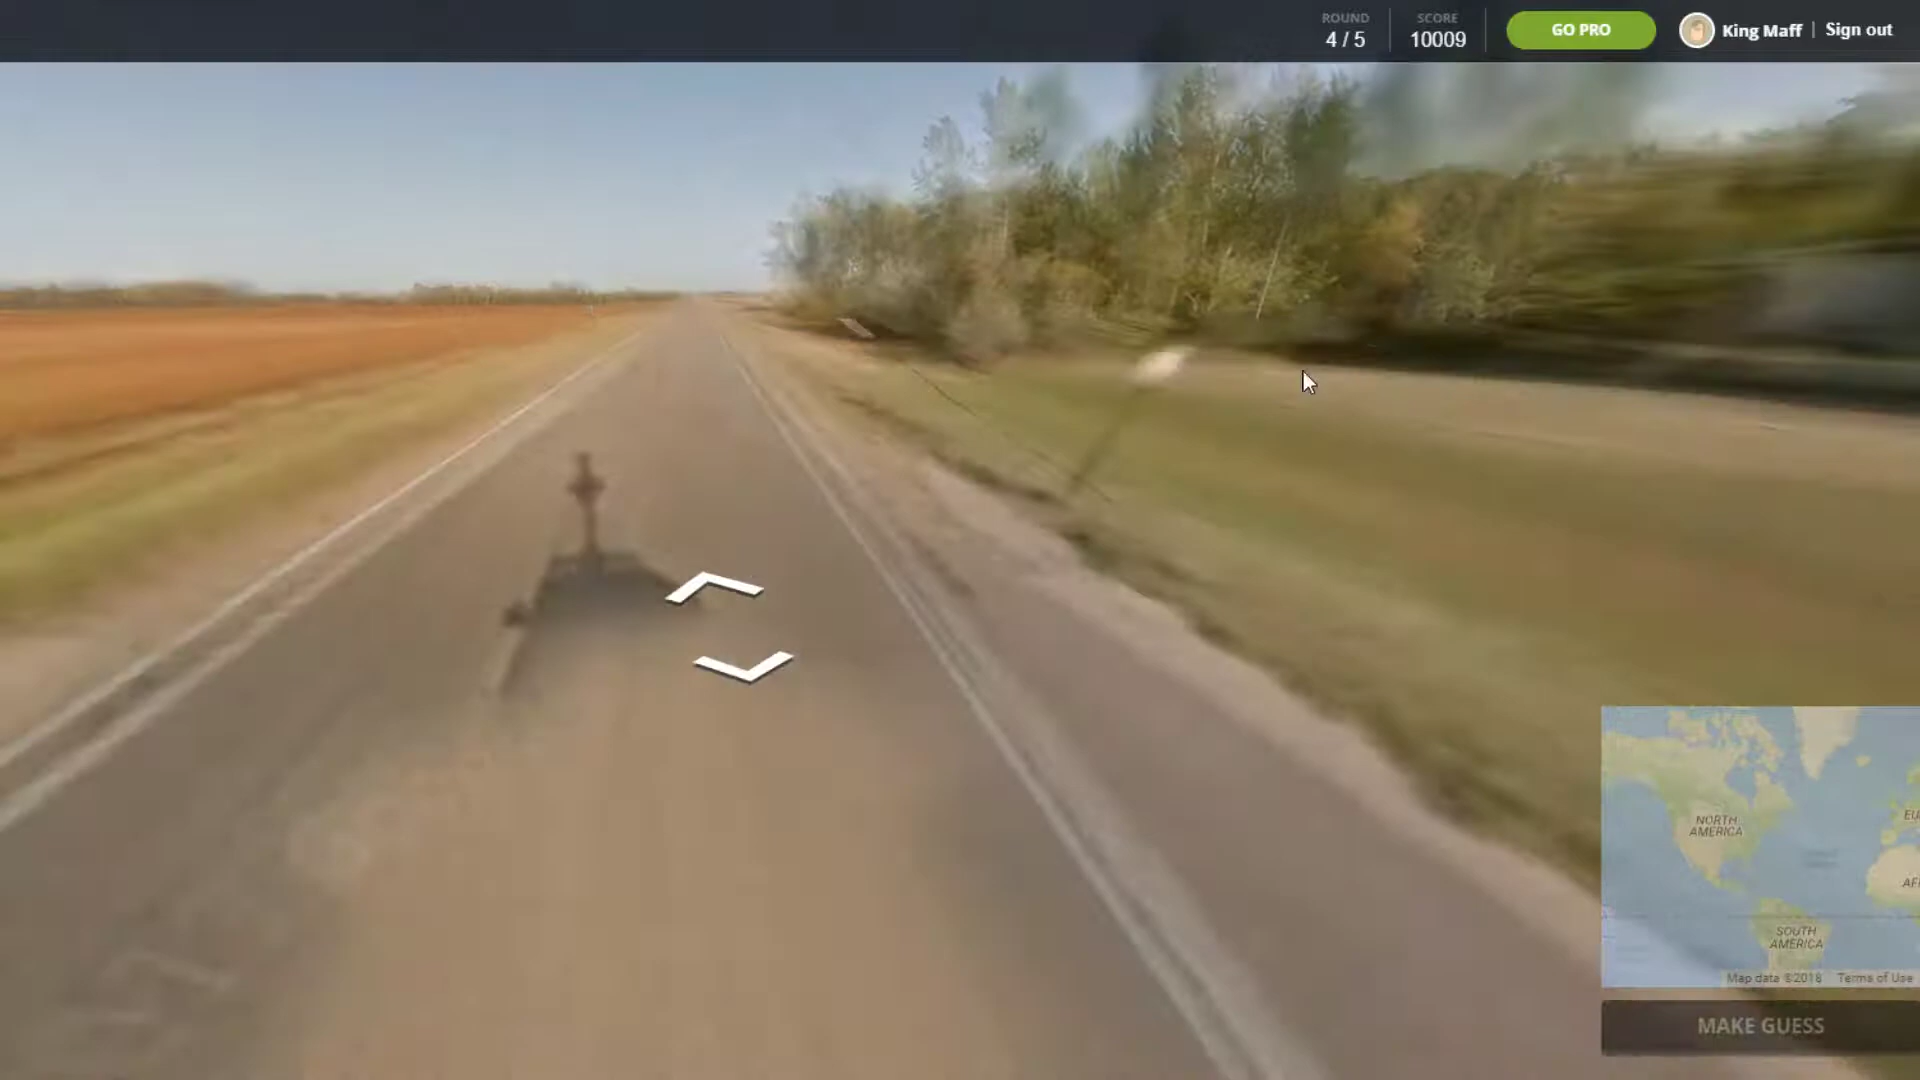 ROUND
4 / 5
SCORE
10009
GO PRO
King Maff
Sign out
NORTH
AMERICA
SOUTH
AMERICA
Map data ©2018
Terms of Use
MAKE GUESS